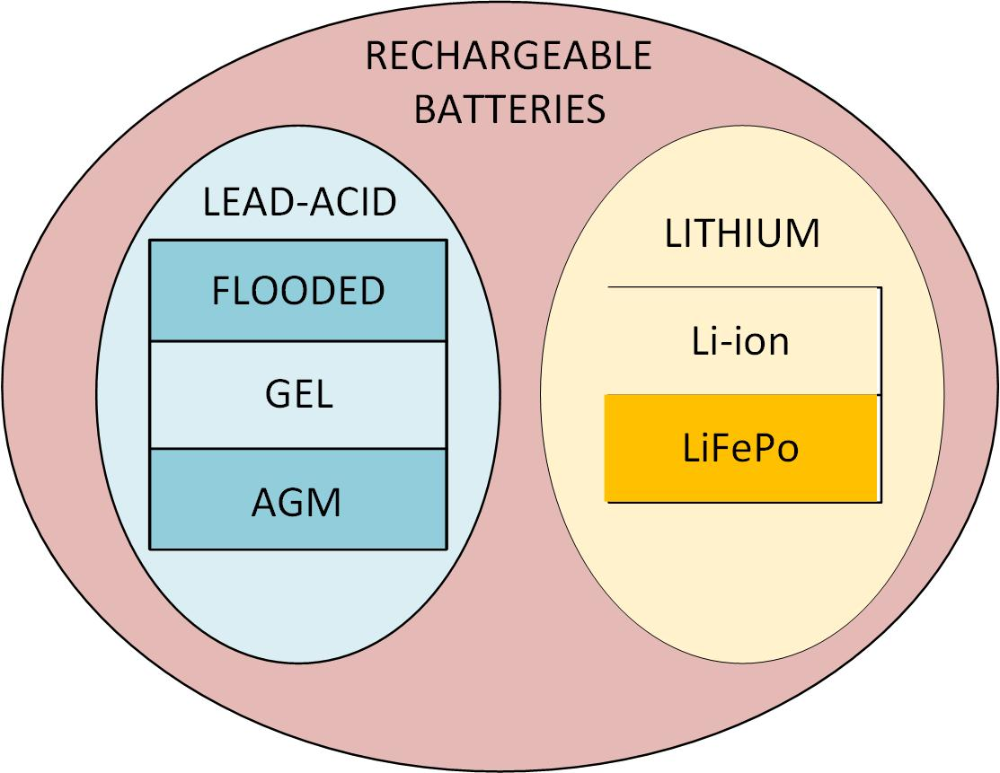 RECHARGEABLE
BATTERIES
LEAD-ACID
FLOODED
GEL
AGM
LITHIUM
Li-ion
LiFePo